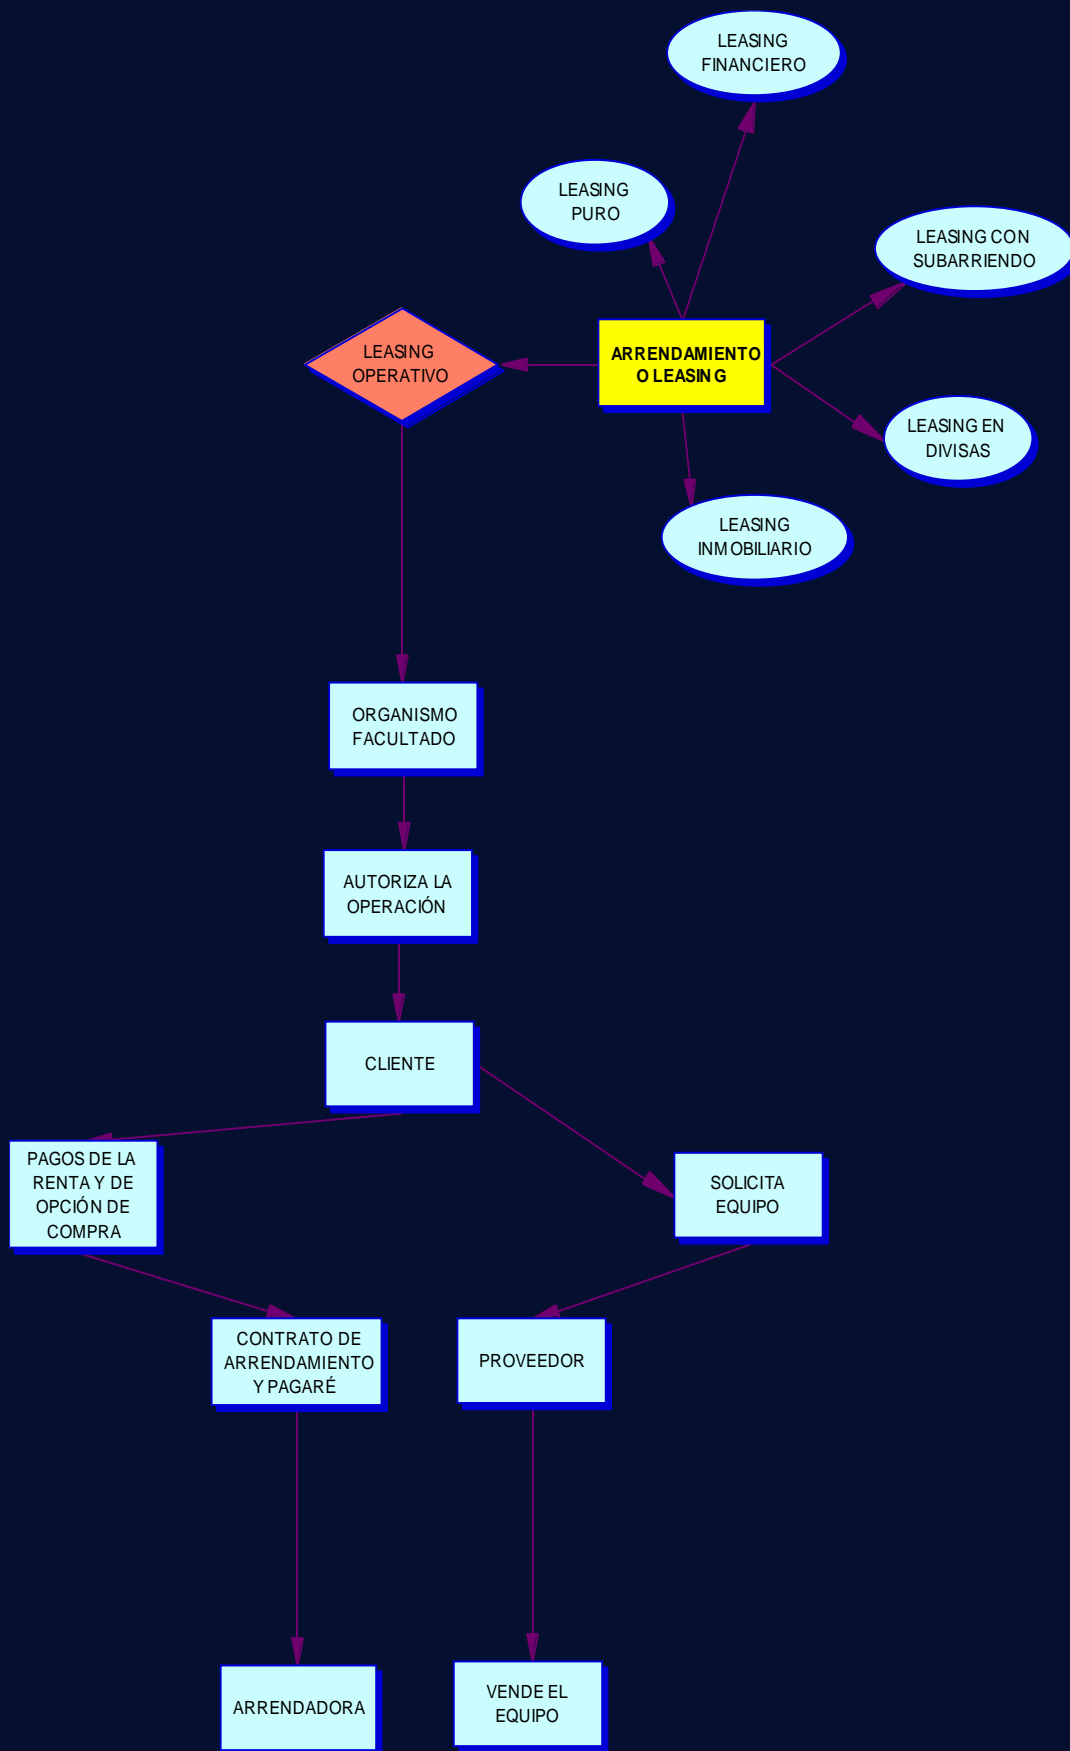 LEASING
FINANCIERO
LEASING
PURO
LEASING CON
SUBARRIENDO
LEASING
OPERATIVO
ARRENDAMIENTO
O LEASING
LEASING EN
DIVISAS
LEASING
INMOBILIARIO
ORGANISMO
FACULTADO
AUTORIZA LA
OPERACIÓN
CLIENTE
PAGOS DE LA
RENTA Y DE
OPCIÓN DE
COMPRA
SOLICITA
EQUIPO
CONTRATO DE
ARRENDAMIENTO
Y PAGARÉ
PROVEEDOR
ARRENDADORA
VENDE EL
EQUIPO